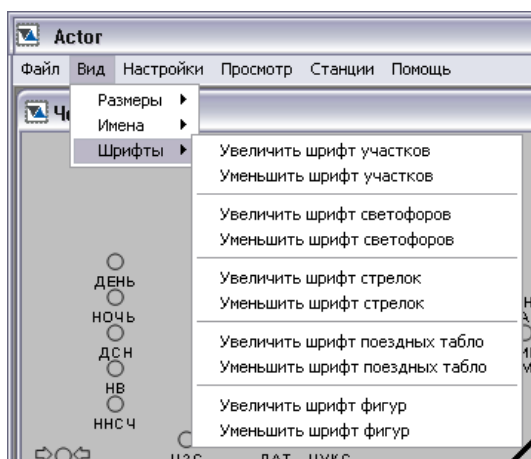 Actor
Файл Вид Настройки Просмотр Станции Помощь
Размеры
Имена
Шрифты
Увеличить шрифт участков
Уменьшить шрифт участков
Увеличить шрифт светофоров
Уменьшить шрифт светофоров
Увеличить шрифт стрелок
Уменьшить шрифт стрелок
Увеличить шрифт поездных табло
Уменьшить шрифт поездных табло
Увеличить шрифт фигур
Уменьшить шрифт фигур
ДЕНЬ
НОЧЬ
ДСН
НВ
ННСЧ